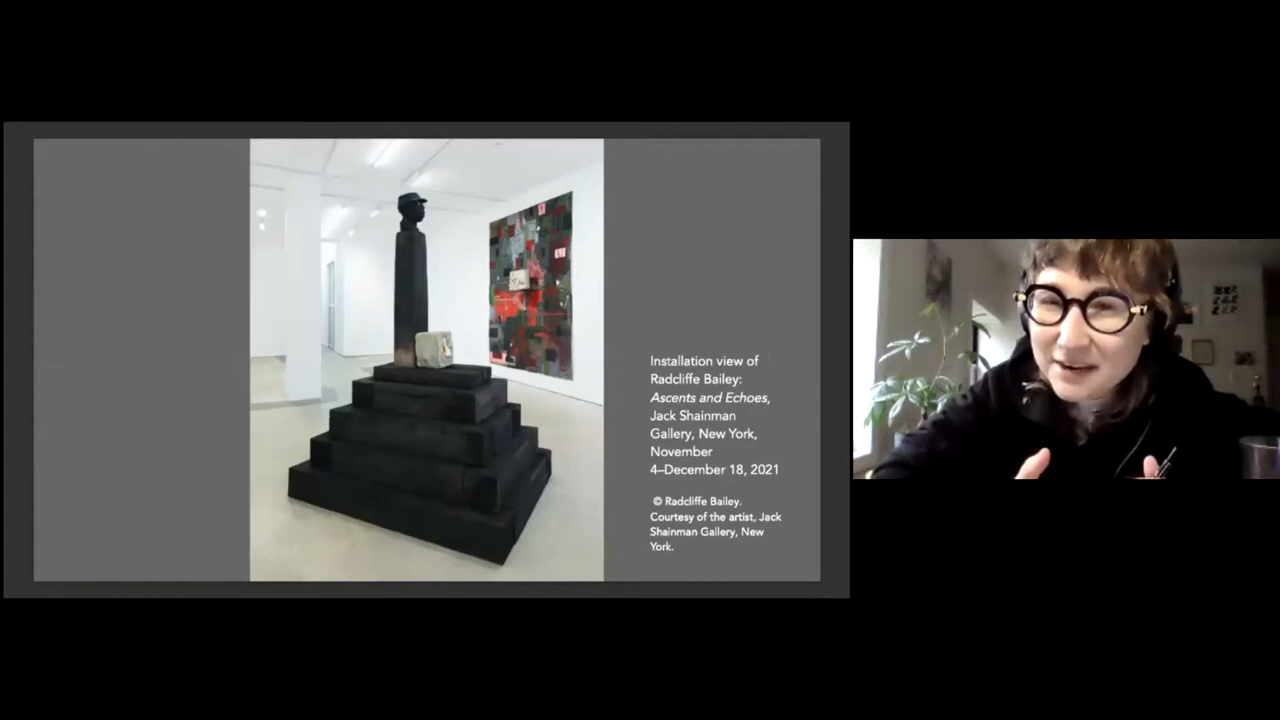 Installation view of
Radcliffe Bailey:
Ascents and Echoes,
Jack Shainman
Gallery, New York,
November
4–December 18, 2021
© Radcliffe Bailey.
Courtesy of the artist, Jack
Shainman Gallery, New
York.